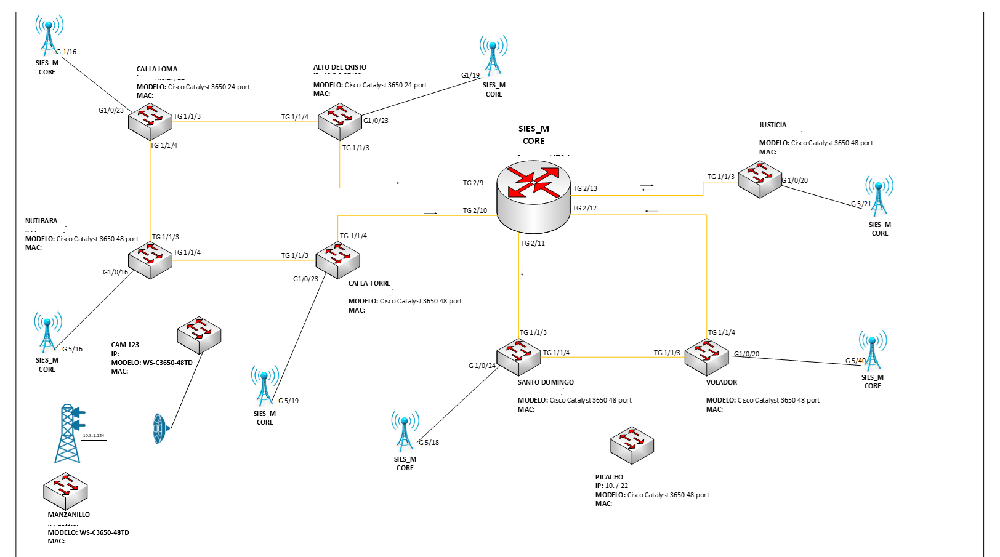 G 1/16
SIES_M
CORE
CAI LA LOMA
MODELO: Cisco Catalyst 3650 24 port
MAC:
G1/0/23
TG 1/1/3
TG 1/1/4
ALTO DEL CRISTO
MODELO: Cisco Catalyst 3650 24 port
MAC:
TG 1/1/4
G1/0/23
TG 1/1/3
G1/19
SIES_M
CORE
SIES_M
CORE
TG 2/9
TG 2/10
TG 2/13
TG 2/12
TG 2/11
JUSTICIA
MODELO: Cisco Catalyst 3650 48 port
MAC:
TG 1/1/3
G 1/0/20
G 5/21
SIES_M
CORE
NUTIBARA
MODELO: Cisco Catalyst 3650 48 port
MAC:
TG 1/1/3
TG 1/1/4
G1/0/16
G 5/16
SIES_M
CORE
TG 1/1/4
TG 1/1/3
G1/0/23
CAI LA TORRE
MODELO: Cisco Catalyst 3650 48 port
MAC:
G 5/19
SIES_M
CORE
CAM 123
IP:
MODELO: WS-C3650-48TD
MAC:
10.3.1.124
MANZANILLO
MODELO: WS-C3650-48TD
MAC:
TG 1/1/3
TG 1/1/4
G 1/0/24
SANTO DOMINGO
MODELO: Cisco Catalyst 3650 48 port
MAC:
G 5/18
SIES_M
CORE
TG 1/1/4
TG 1/1/3
G1/0/20
VOLADOR
MODELO: Cisco Catalyst 3650 48 port
MAC:
G 5/40
SIES_M
CORE
PICACHO
IP: 10. / 22
MODELO: Cisco Catalyst 3650 48 port
MAC: